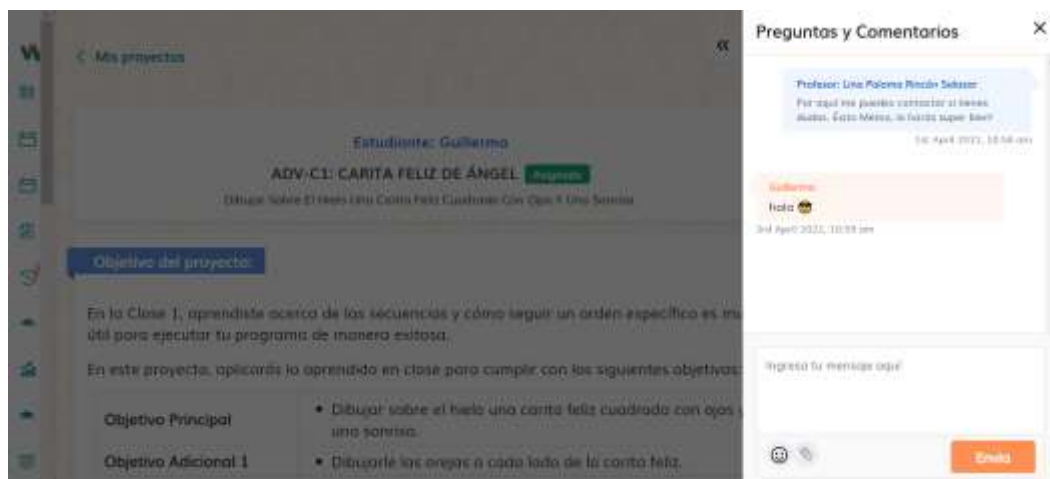 Preguntas y Comentarios
Mis proyectos
Profesor: Lina Paloma Rincón Salazar
Por aquí me puedes contactar si tienes
dudas. Éxito Memo, lo harás super bien!
1st April 2022, 10:58 am
Estudiante: Guillermo
ADV-C1: CARITA FELIZ DE ÁNGEL Asignado
Dibujar Sobre El Hielo Una Carita Feliz Cuadrada Con Ojos Y Una Sonrisa
Guillermo
hola 😎
3rd April 2022, 10:59 am
Objetivo del proyecto:
En la Clase 1, aprendiste acerca de las secuencias y cómo seguir un orden específico es mu
útil para ejecutar tu programa de manera exitosa.
En este proyecto, aplicarás lo aprendido en clase para cumplir con los siguientes objetivos:
Ingresa tu mensaje aquí
Objetivo Principal
• Dibujar sobre el hielo una carita feliz cuadrada con ojos y
una sonrisa.
Objetivo Adicional 1
• Dibujarle las orejas a cada lado de la carita feliz.
Envía